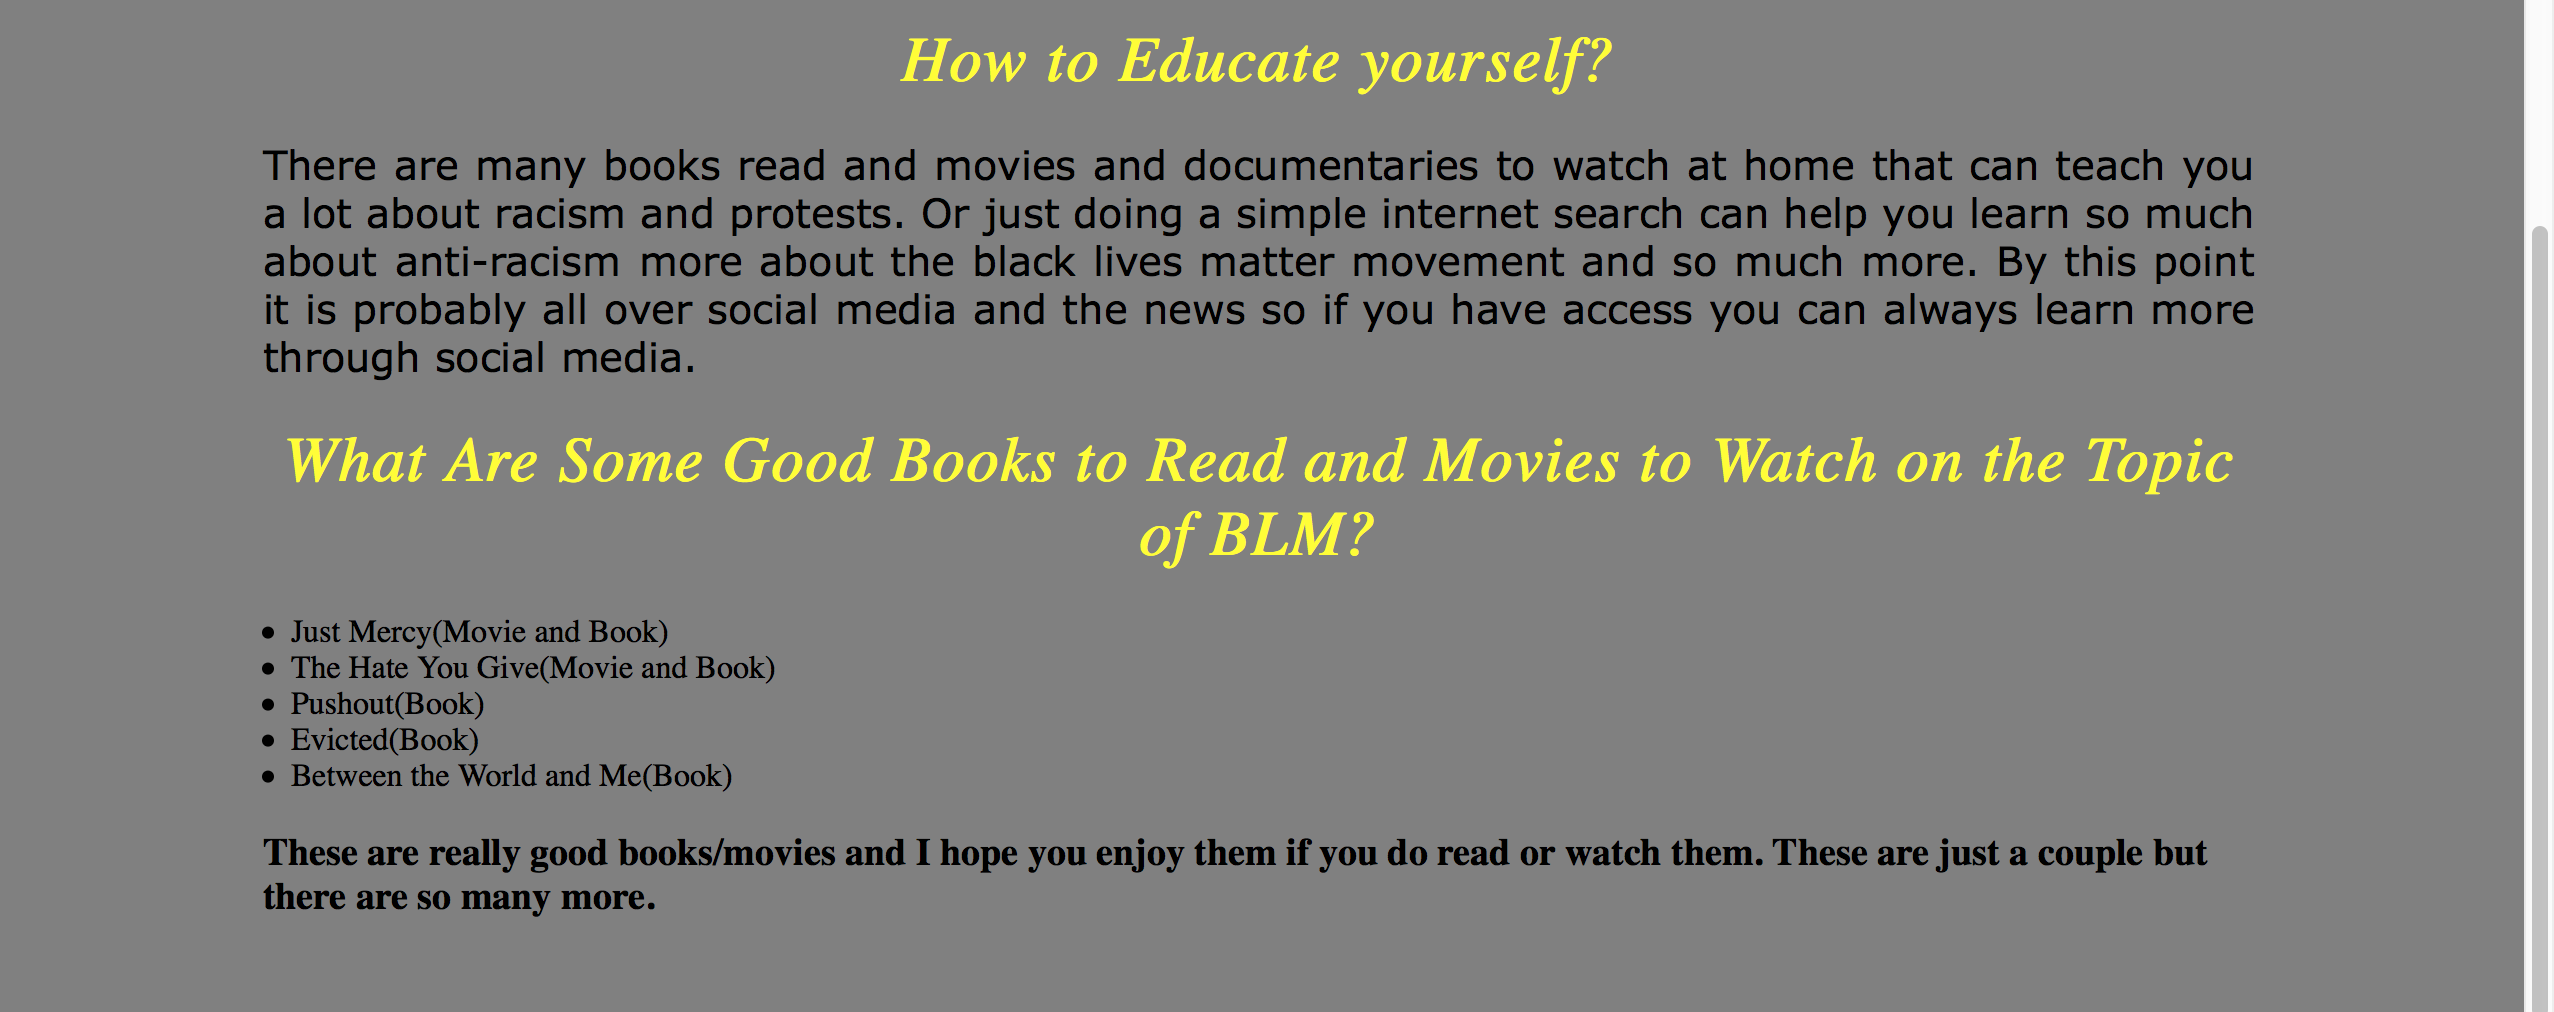 How to Educate yourself?
There are many books read and movies and documentaries to watch at home that can teach you
a lot about racism and protests. Or just doing a simple internet search can help you learn so much
about anti-racism more about the black lives matter movement and so much more. By this point
it is probably all over social media and the news so if you have access you can always learn more
through social media.
What Are Some Good Books to Read and Movies to Watch on the Topic
of BLM?
• Just Mercy(Movie and Book)
• The Hate You Give(Movie and Book)
• Pushout(Book)
• Evicted(Book)
• Between the World and Me(Book)
These are really good books/movies and I hope you enjoy them if you do read or watch them. These are just a couple but
there are so many more.